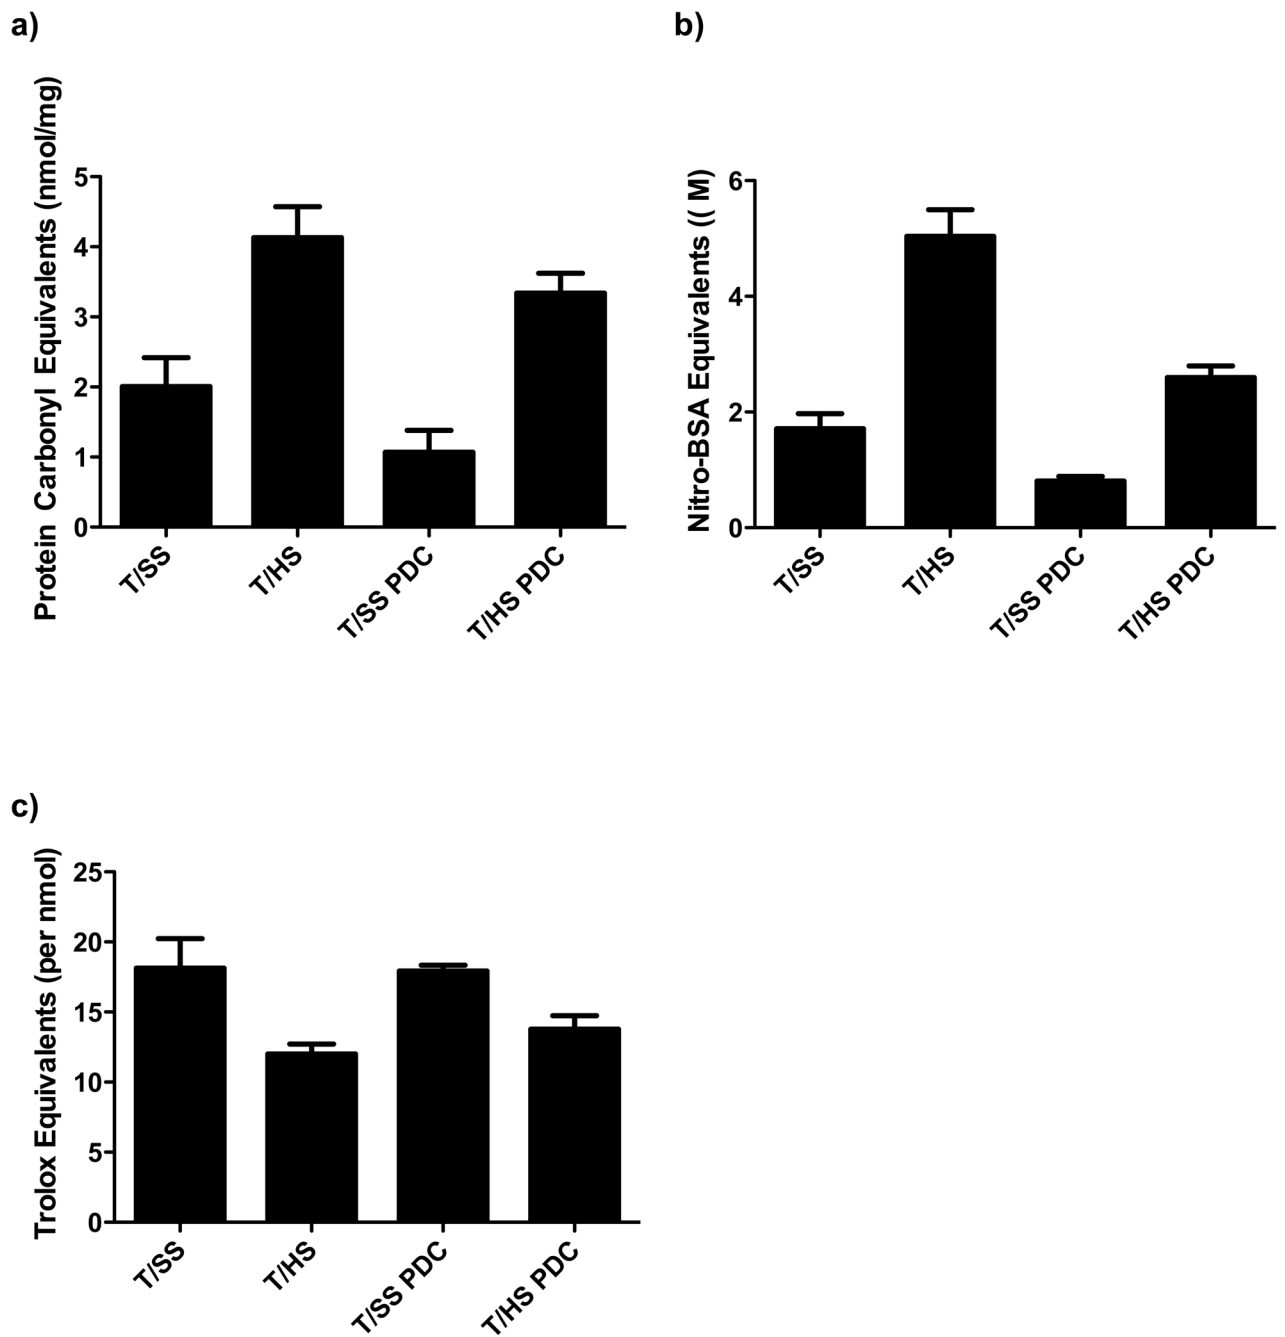 a)
Protein Carbonyl Equivalents (nmol/mg)
5
4
3
2
1
0
T/SS
T/HS
T/SS PDC
T/HS PDC
b)
Nitro-BSA Equivalents (( M)
6
4
2
0
T/SS
T/HS
T/SS PDC
T/HS PDC
c)
Trolox Equivalents (per nmol)
25
20
15
10
5
0
T/SS
T/HS
T/SS PDC
T/HS PDC